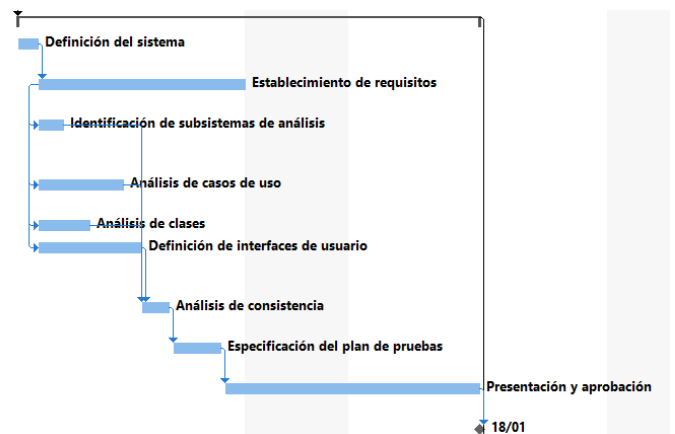 Definición del sistema
Establecimiento de requisitos
Identificación de subsistemas de análisis
Análisis de casos de uso
Análisis de clases
Definición de interfaces de usuario
Análisis de consistencia
Especificación del plan de pruebas
Presentación y aprobación
18/01